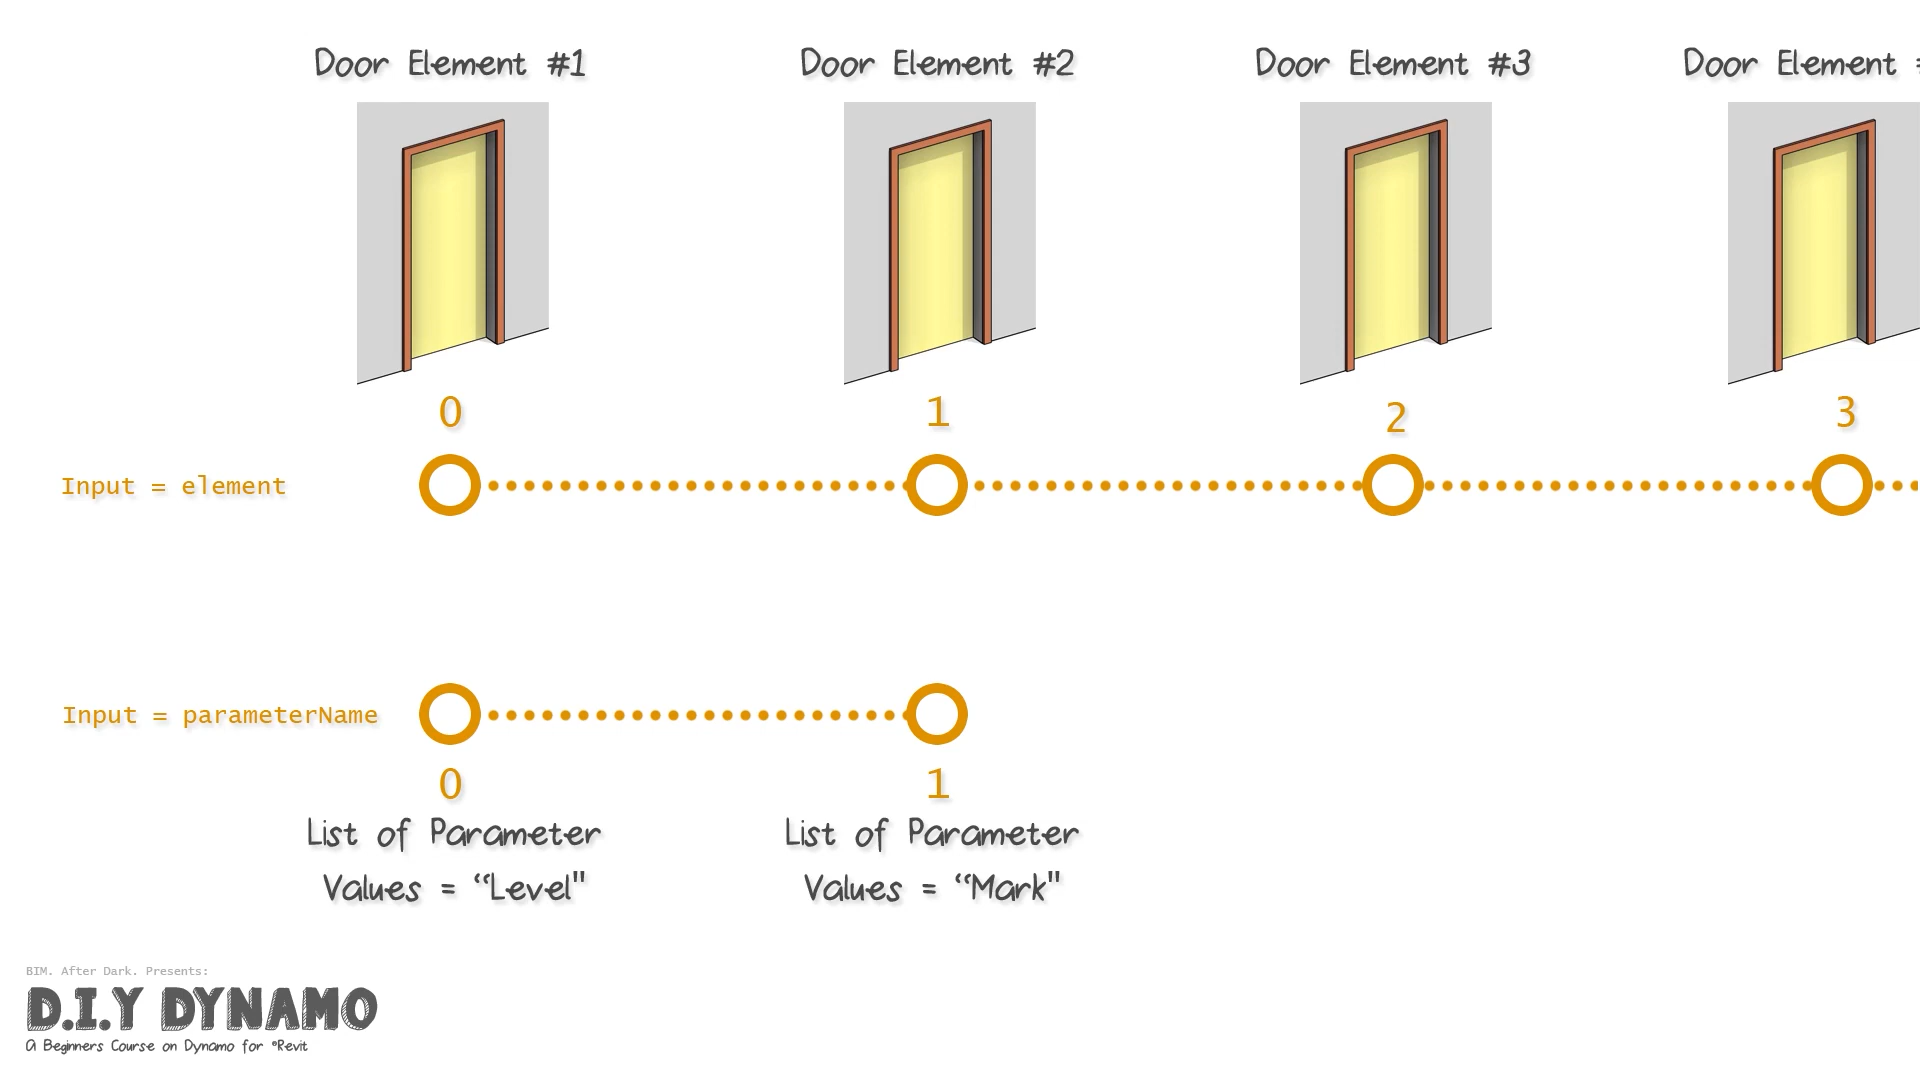 Door Element #1
Door Element #2
Door Element #3
Door Element
0
1
2
3
Input = element
Input = parameterName
0
1
List of Parameter
Values = “Level"
List of Parameter
Values = “Mark"
BIM. After Dark. Presents:
D.I.Y DYNAMO
A Beginners Course on Dynamo for ®Revit